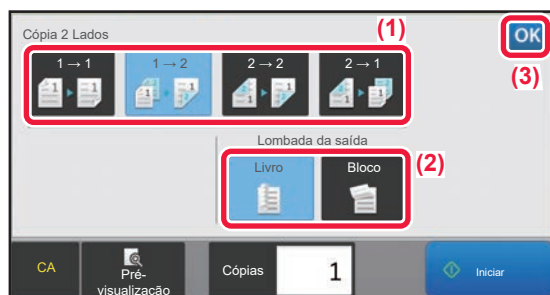 Cópia 2 Lados
(1)
OK
(3)
1 → 1
1 → 2
2 → 2
2 → 1
Lombada da saída
Livro
Bloco
(2)
CA
Pré-
visualização
Cópias
1
Iniciar